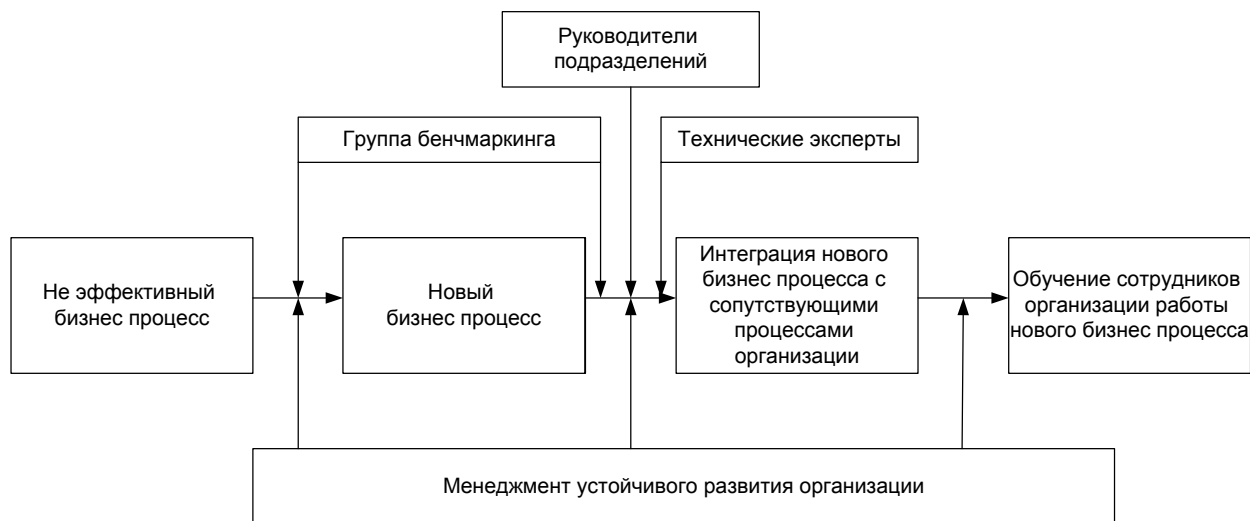 Руководители
подразделений
Группа бенчмаркинга
Технические эксперты
Не эффективный
бизнес процесс
Новый
бизнес процесс
Интеграция нового
бизнес процесса с
сопутствующими
процессами
организации
Обучение сотрудников
организации работы
нового бизнес процесса
Менеджмент устойчивого развития организации